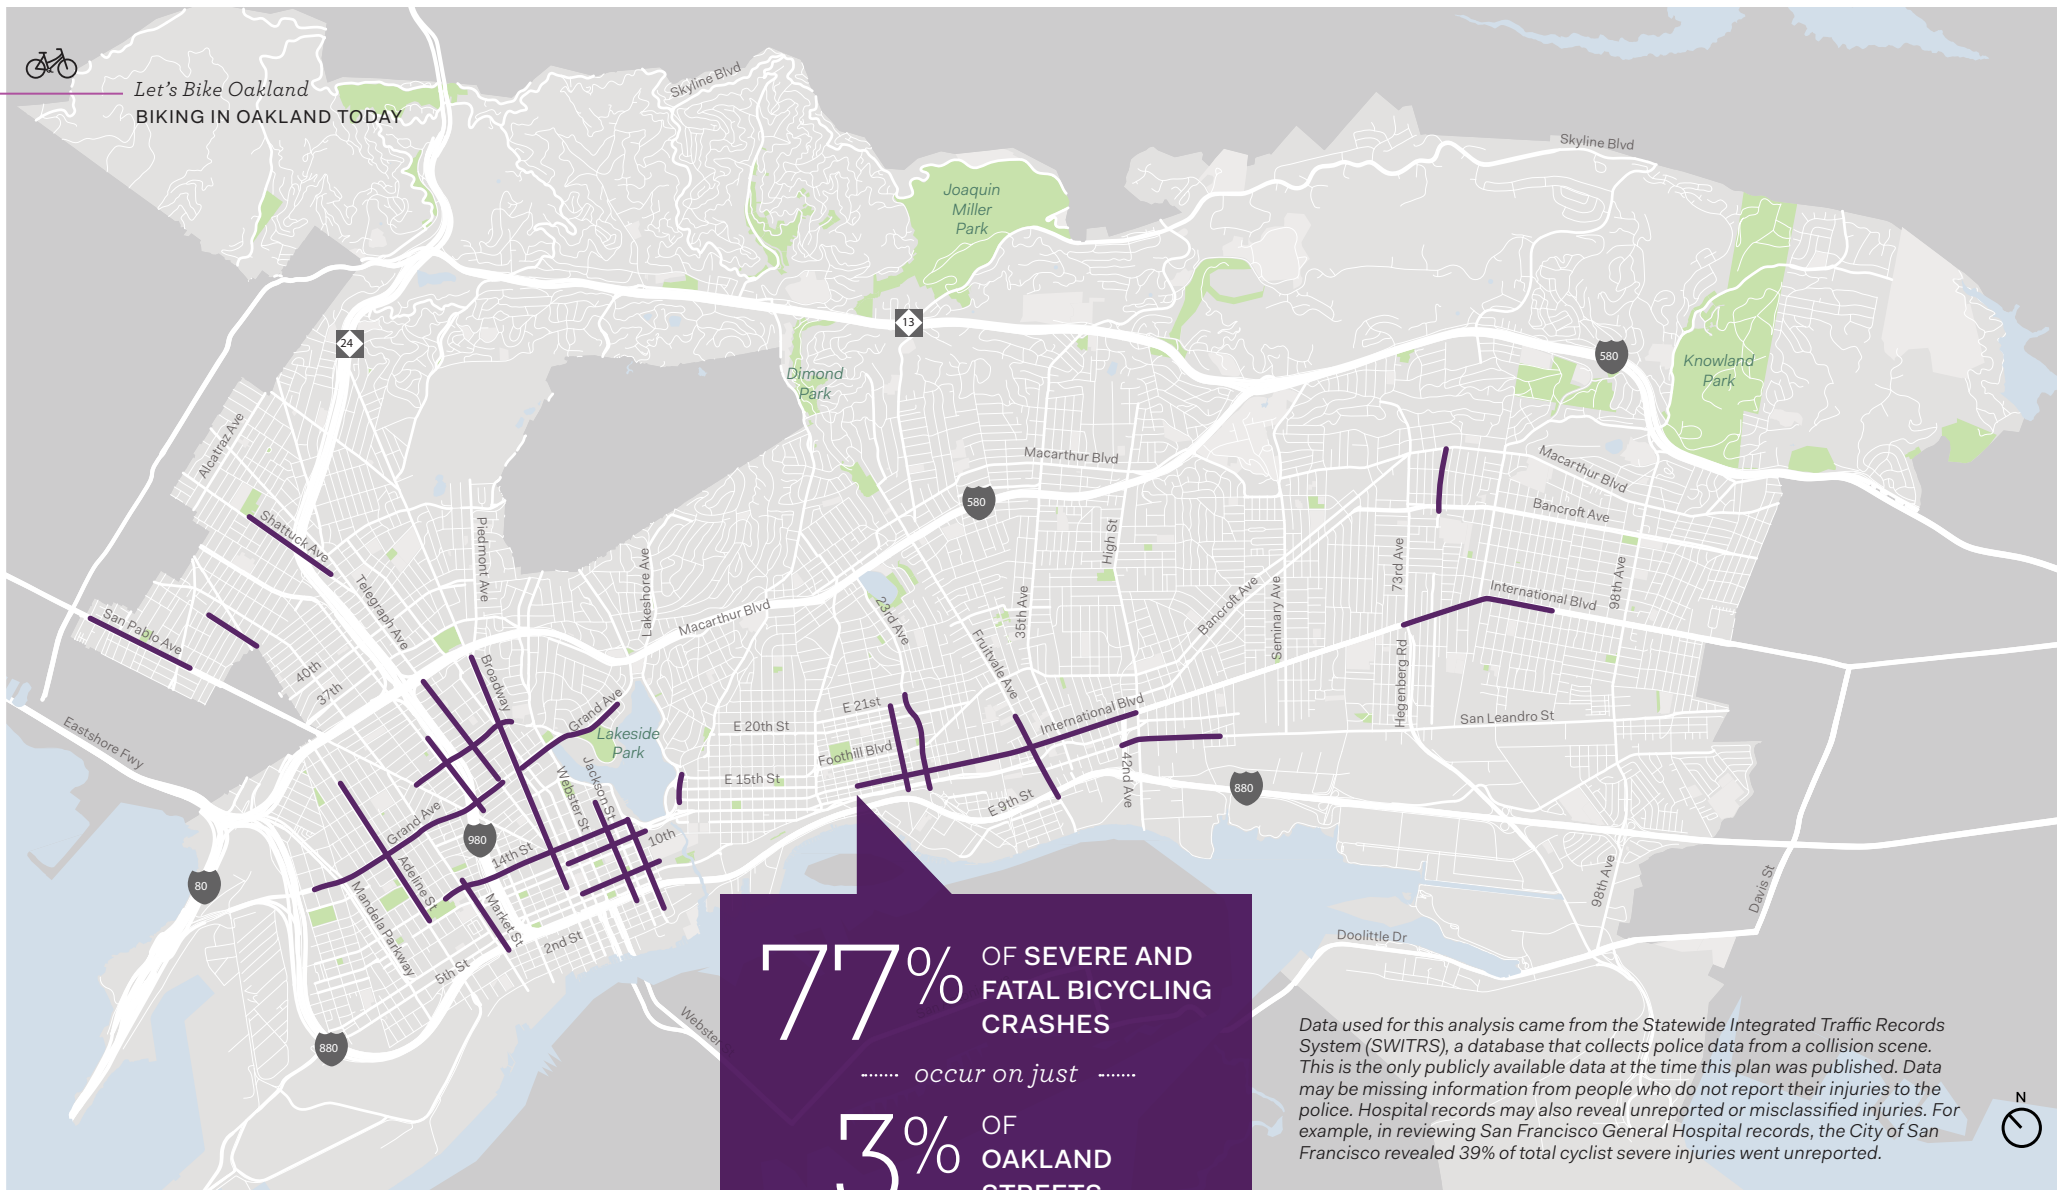 Let's Bike Oakland
BIKING IN OAKLAND TODAY
Skyline Blvd
Skyline Blvd
Joaquin
Miller
Park
13
24
580
Knowland
Park
Dimond
Park
Alcatraz Ave
Macarthur Blvd
Macarthur Blvd
580
Bancroft Ave
Shattuck Ave
Piedmont Ave
High St
73rd Ave
98th Ave
Lakeshore Ave
Telegraph Ave
Macarthur Blvd
23rd Ave
35th Ave
Bancroft Ave
Seminary Ave
International Blvd
San Pablo Ave
Fruitvale Ave
40th
37th
Broadway
Grand Ave
Hegenberg Rd
Eastshore Fwy
E 21st
International Blvd
E 20th St
San Leandro St
Lakeside
Park
Foothill Blvd
Webster St
Jackson St
E 15th St
42nd Ave
E 9th St
880
Grand Ave
980
14th St
10th
80
Adeline St
Mandela Parkway
Market St
98th Ave
Davis St
2nd St
5th St
Doolittle Dr
880
Webster
77%
OF SEVERE AND
FATAL BICYCLING
CRASHES
occur on just
3%
OF
OAKLAND
STREETS
Data used for this analysis came from the Statewide Integrated Traffic Records
System (SWITRS), a database that collects police data from a collision scene.
This is the only publicly available data at the time this plan was published. Data
may be missing information from people who do not report their injuries to the
police. Hospital records may also reveal unreported or misclassified injuries. For
example, in reviewing San Francisco General Hospital records, the City of San
Francisco revealed 39% of total cyclist severe injuries went unreported.
N